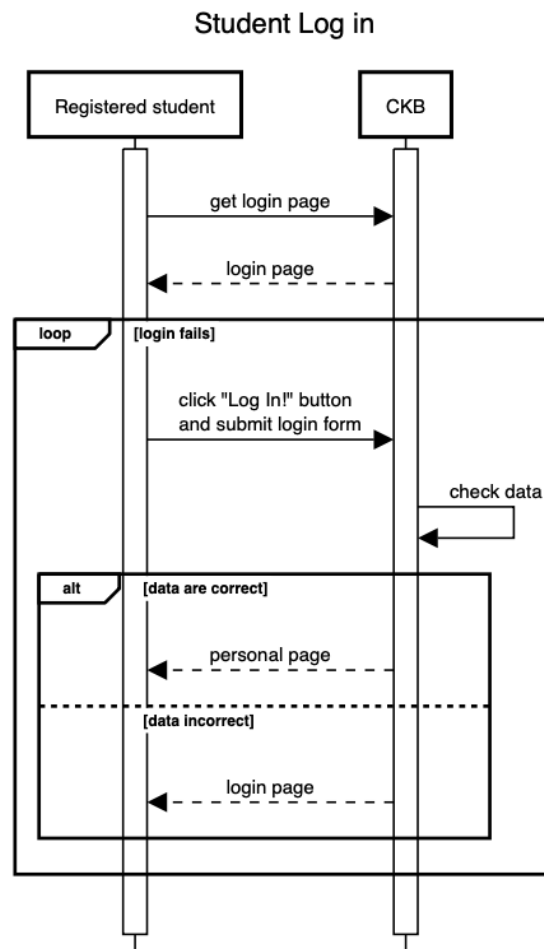 Student Log in
Registered student
CKB
get login page
login page
loop
[login fails]
click "Log In!" button
and submit login form
check data
alt
[data are correct]
personal page
[data incorrect]
login page